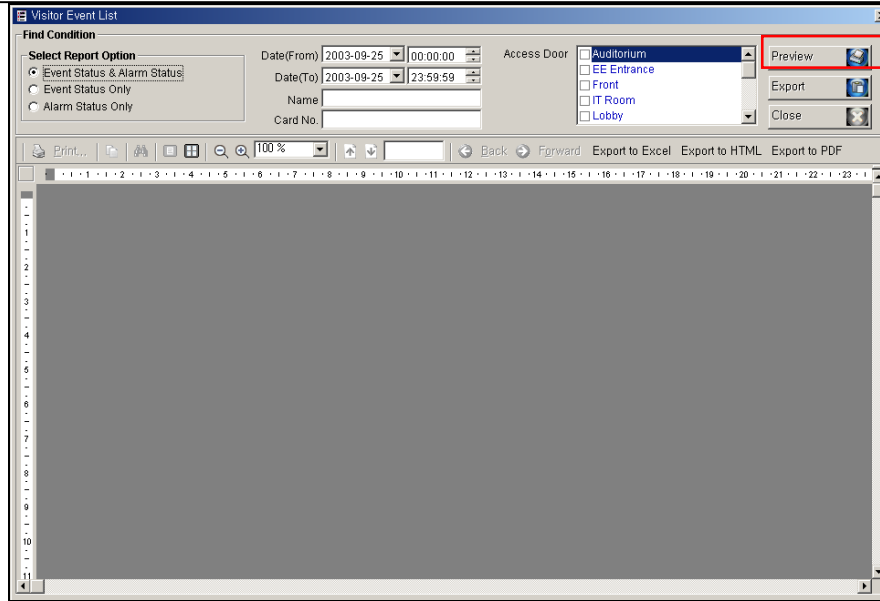 Visitor Event List
Find Condition
Select Report Option
Event Status & Alarm Status
Event Status Only
Alarm Status Only
Date(From) 2003-09-25 00:00:00
Date(To) 2003-09-25 23:59:59
Name
Card No.
Access Door
Auditorium
EE Entrance
Front
IT Room
Lobby
Preview
Export
Close
Print... 100 % Back Forward Export to Excel Export to HTML Export to PDF
1 2 3 4 5 6 7 8 9 10 11 12 13 14 15 16 17 18 19 20 21 22 23
1
2
3
4
5
6
7
8
9
10
11